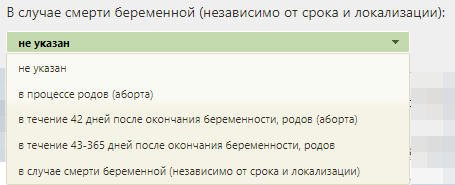 В случае смерти беременной (независимо от срока и локализации):
не указан
не указан
в процессе родов (аборта)
в течение 42 дней после окончания беременности, родов (аборта)
в течение 43-365 дней после окончания беременности, родов
в случае смерти беременной (независимо от срока и локализации)